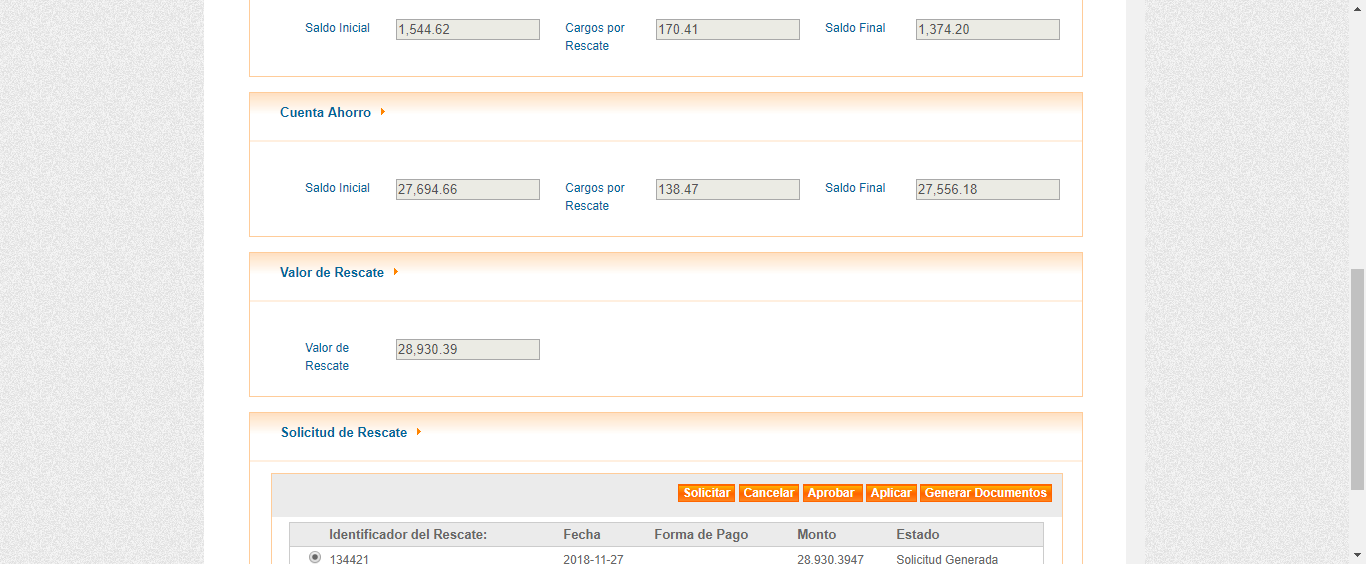 Saldo Inicial 1,544.62 Cargos por Rescate 170.41 Saldo Final 1,374.20
Cuenta Ahorro
Saldo Inicial 27,694.66 Cargos por Rescate 138.47 Saldo Final 27,556.18
Valor de Rescate
Valor de Rescate 28,930.39
Solicitud de Rescate
Solicitar Cancelar Aprobar Aplicar Generar Documentos
Identificador del Rescate: Fecha Forma de Pago Monto Estado
134421 2018-11-27 28,930.3947 Solicitud Generada